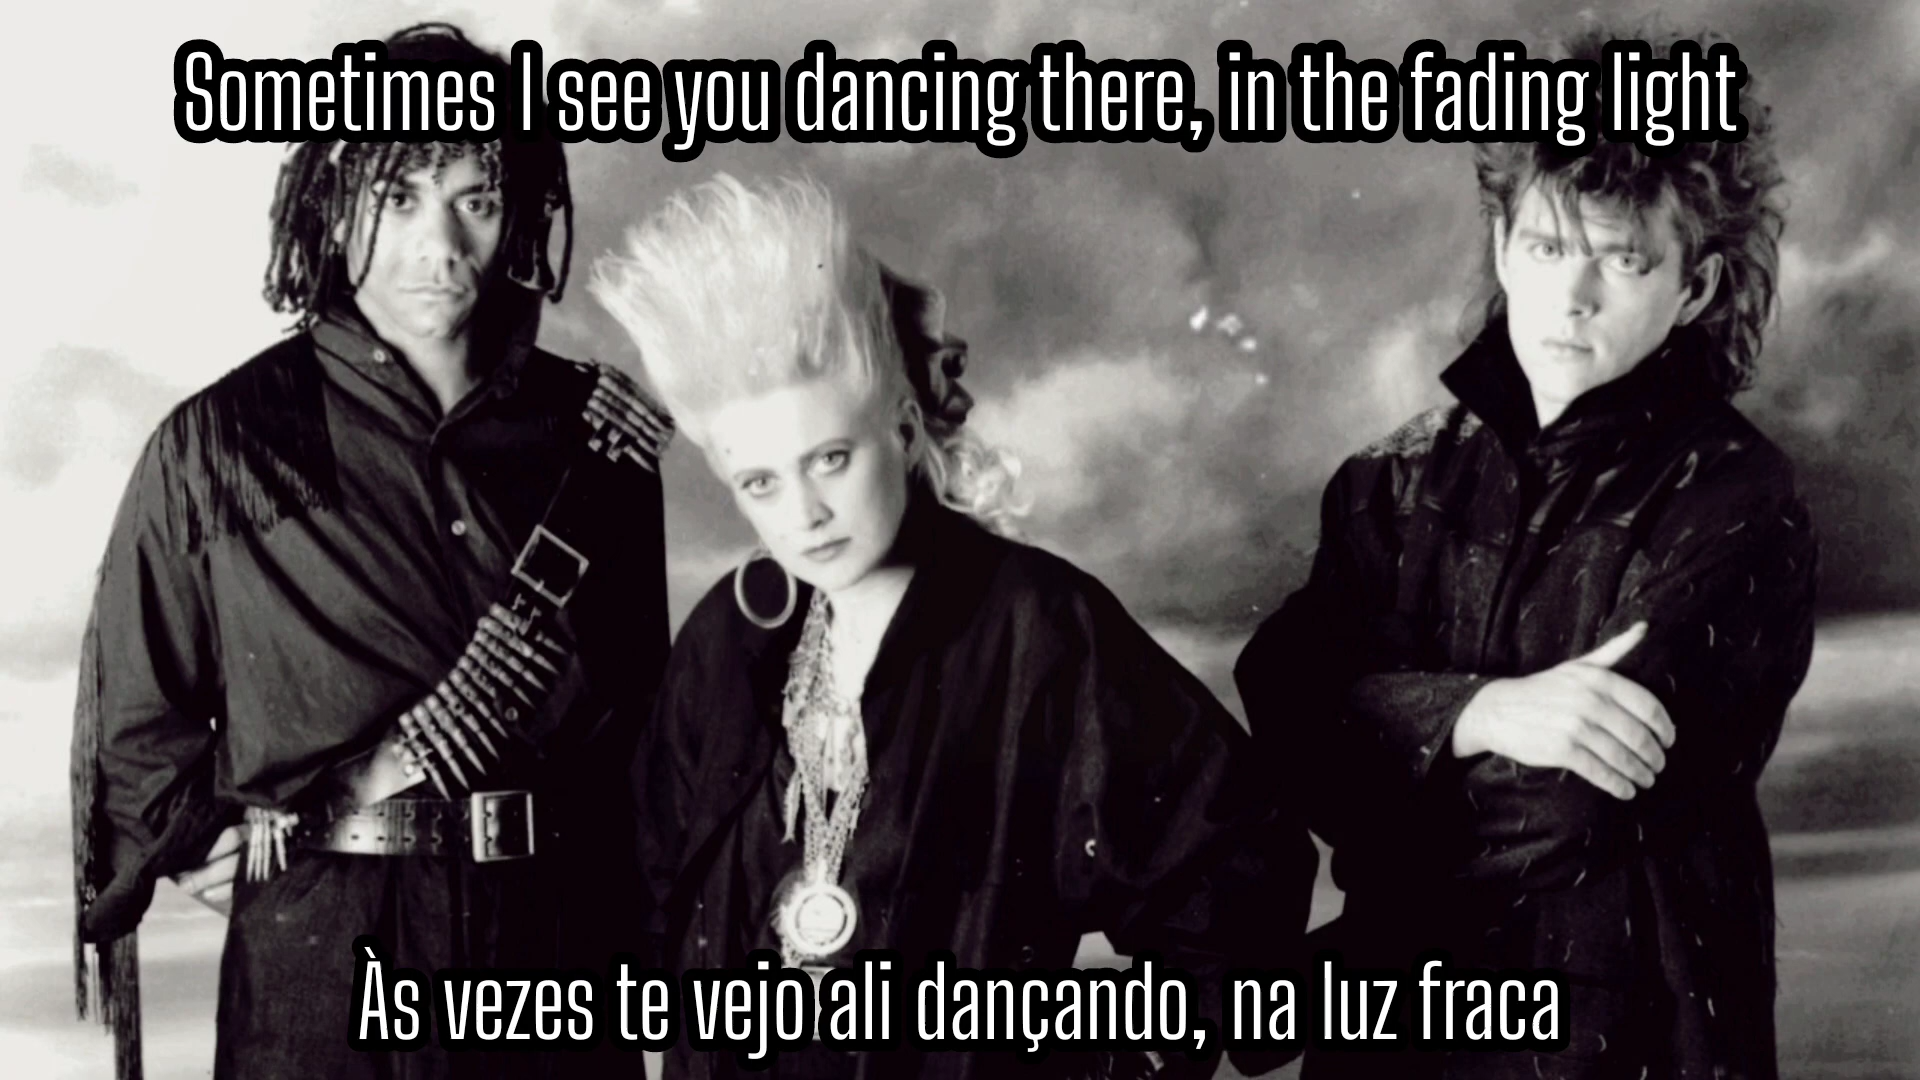 Sometimes I see you dancing there, in the fading light
Às vezes te vejo ali dançando, na luz fraca